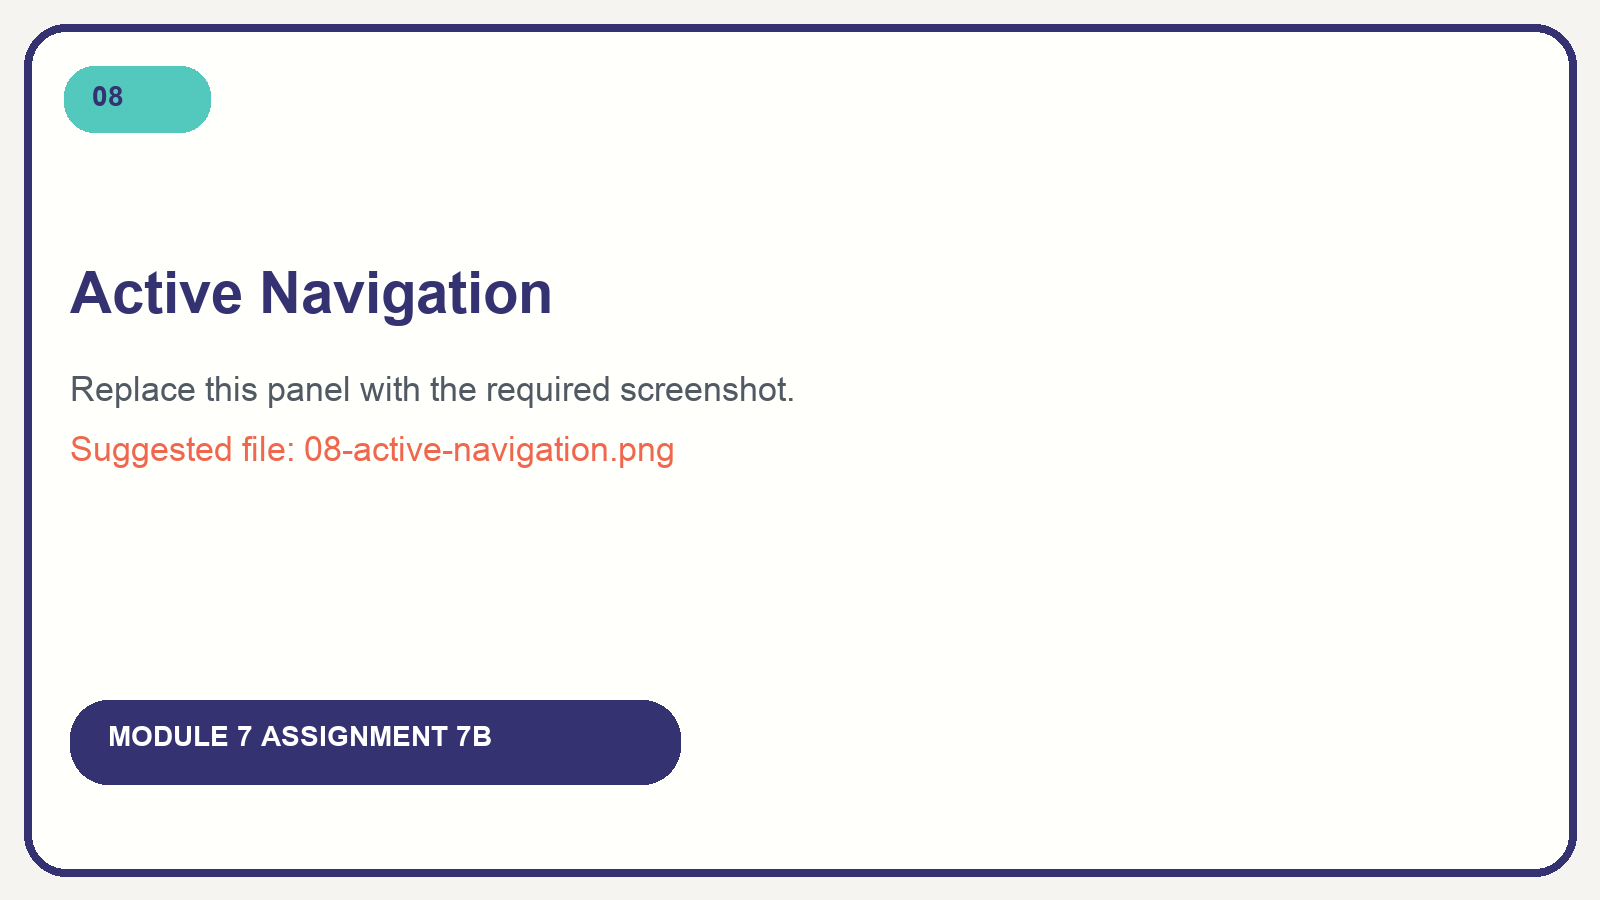 08
Active Navigation
Replace this panel with the required screenshot.
Suggested file: 08-active-navigation.png
MODULE 7 ASSIGNMENT 7B